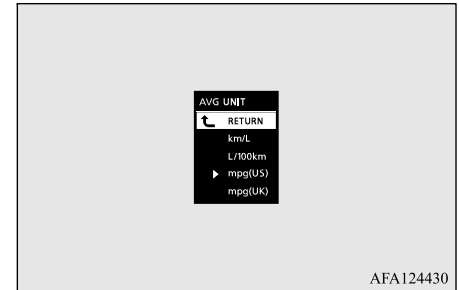 AVG UNIT
RETURN
km/L
L/100km
mpg(US)
mpg(UK)
AFA124430